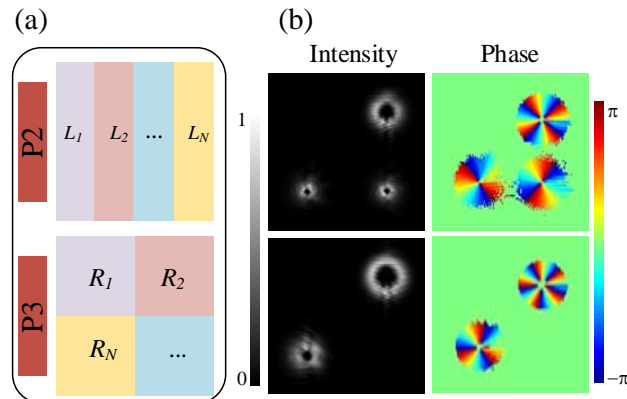 (a)
(b)
Intensity
Phase
P2
L1
L2
...
LN
1
π
P3
R1
R2
RN
...
0
−π